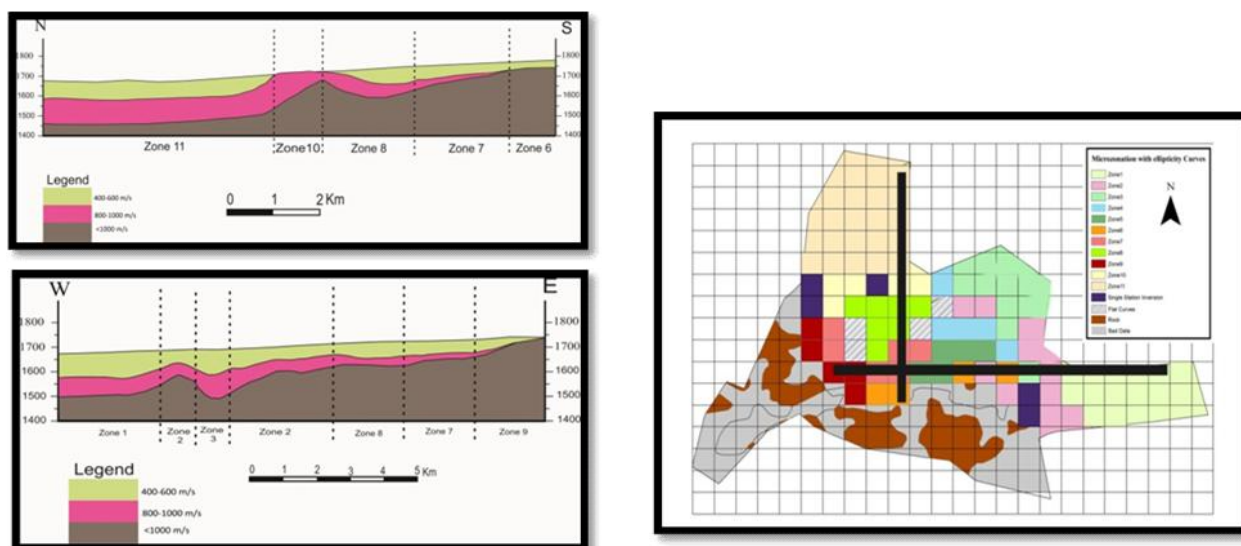 N
S
1800
1800
1700
1700
1600
1600
1500
1500
1400
1400
Zone 11
Zone10
Zone 8
Zone 7
Zone 6
Legend
400-600 m/s
800-1000 m/s
<1000 m/s
0 1 2 Km
W
E
1800
1800
1700
1700
1600
1600
1500
1500
1400
1400
Zone 1
Zone 2
Zone 3
Zone 2
Zone 8
Zone 7
Zone 9
Legend
400-600 m/s
800-1000 m/s
<1000 m/s
0 1 2 3 4 5 Km
Microzonation with ellipticity Curves
Zone1
Zone2
Zone3
Zone4
Zone5
Zone6
Zone7
Zone8
Zone9
Zone10
Zone11
Single Station Inversion
Flat Curves
Rock
Bad Data
N